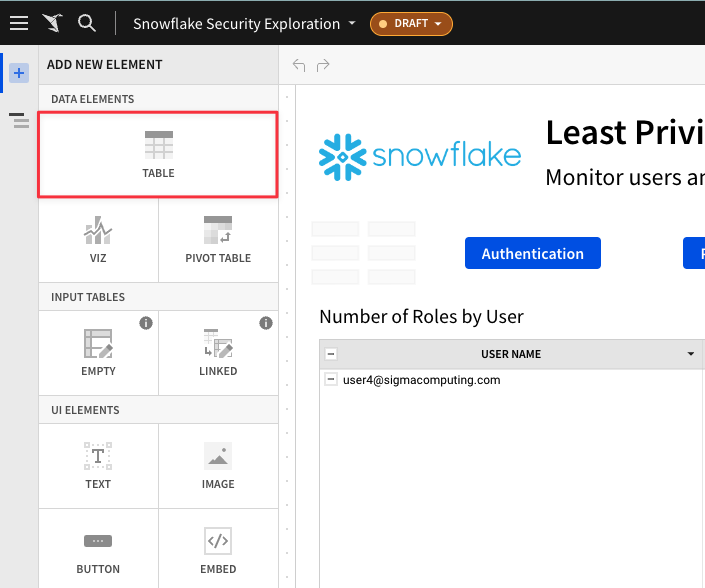 Snowflake Security Exploration
DRAFT
ADD NEW ELEMENT
DATA ELEMENTS
TABLE
VIZ
PIVOT TABLE
INPUT TABLES
EMPTY
LINKED
UI ELEMENTS
TEXT
IMAGE
BUTTON
EMBED
snowflake
Least Privi
Monitor users an
Authentication
Number of Roles by User
USER NAME
user4@sigmacomputing.com